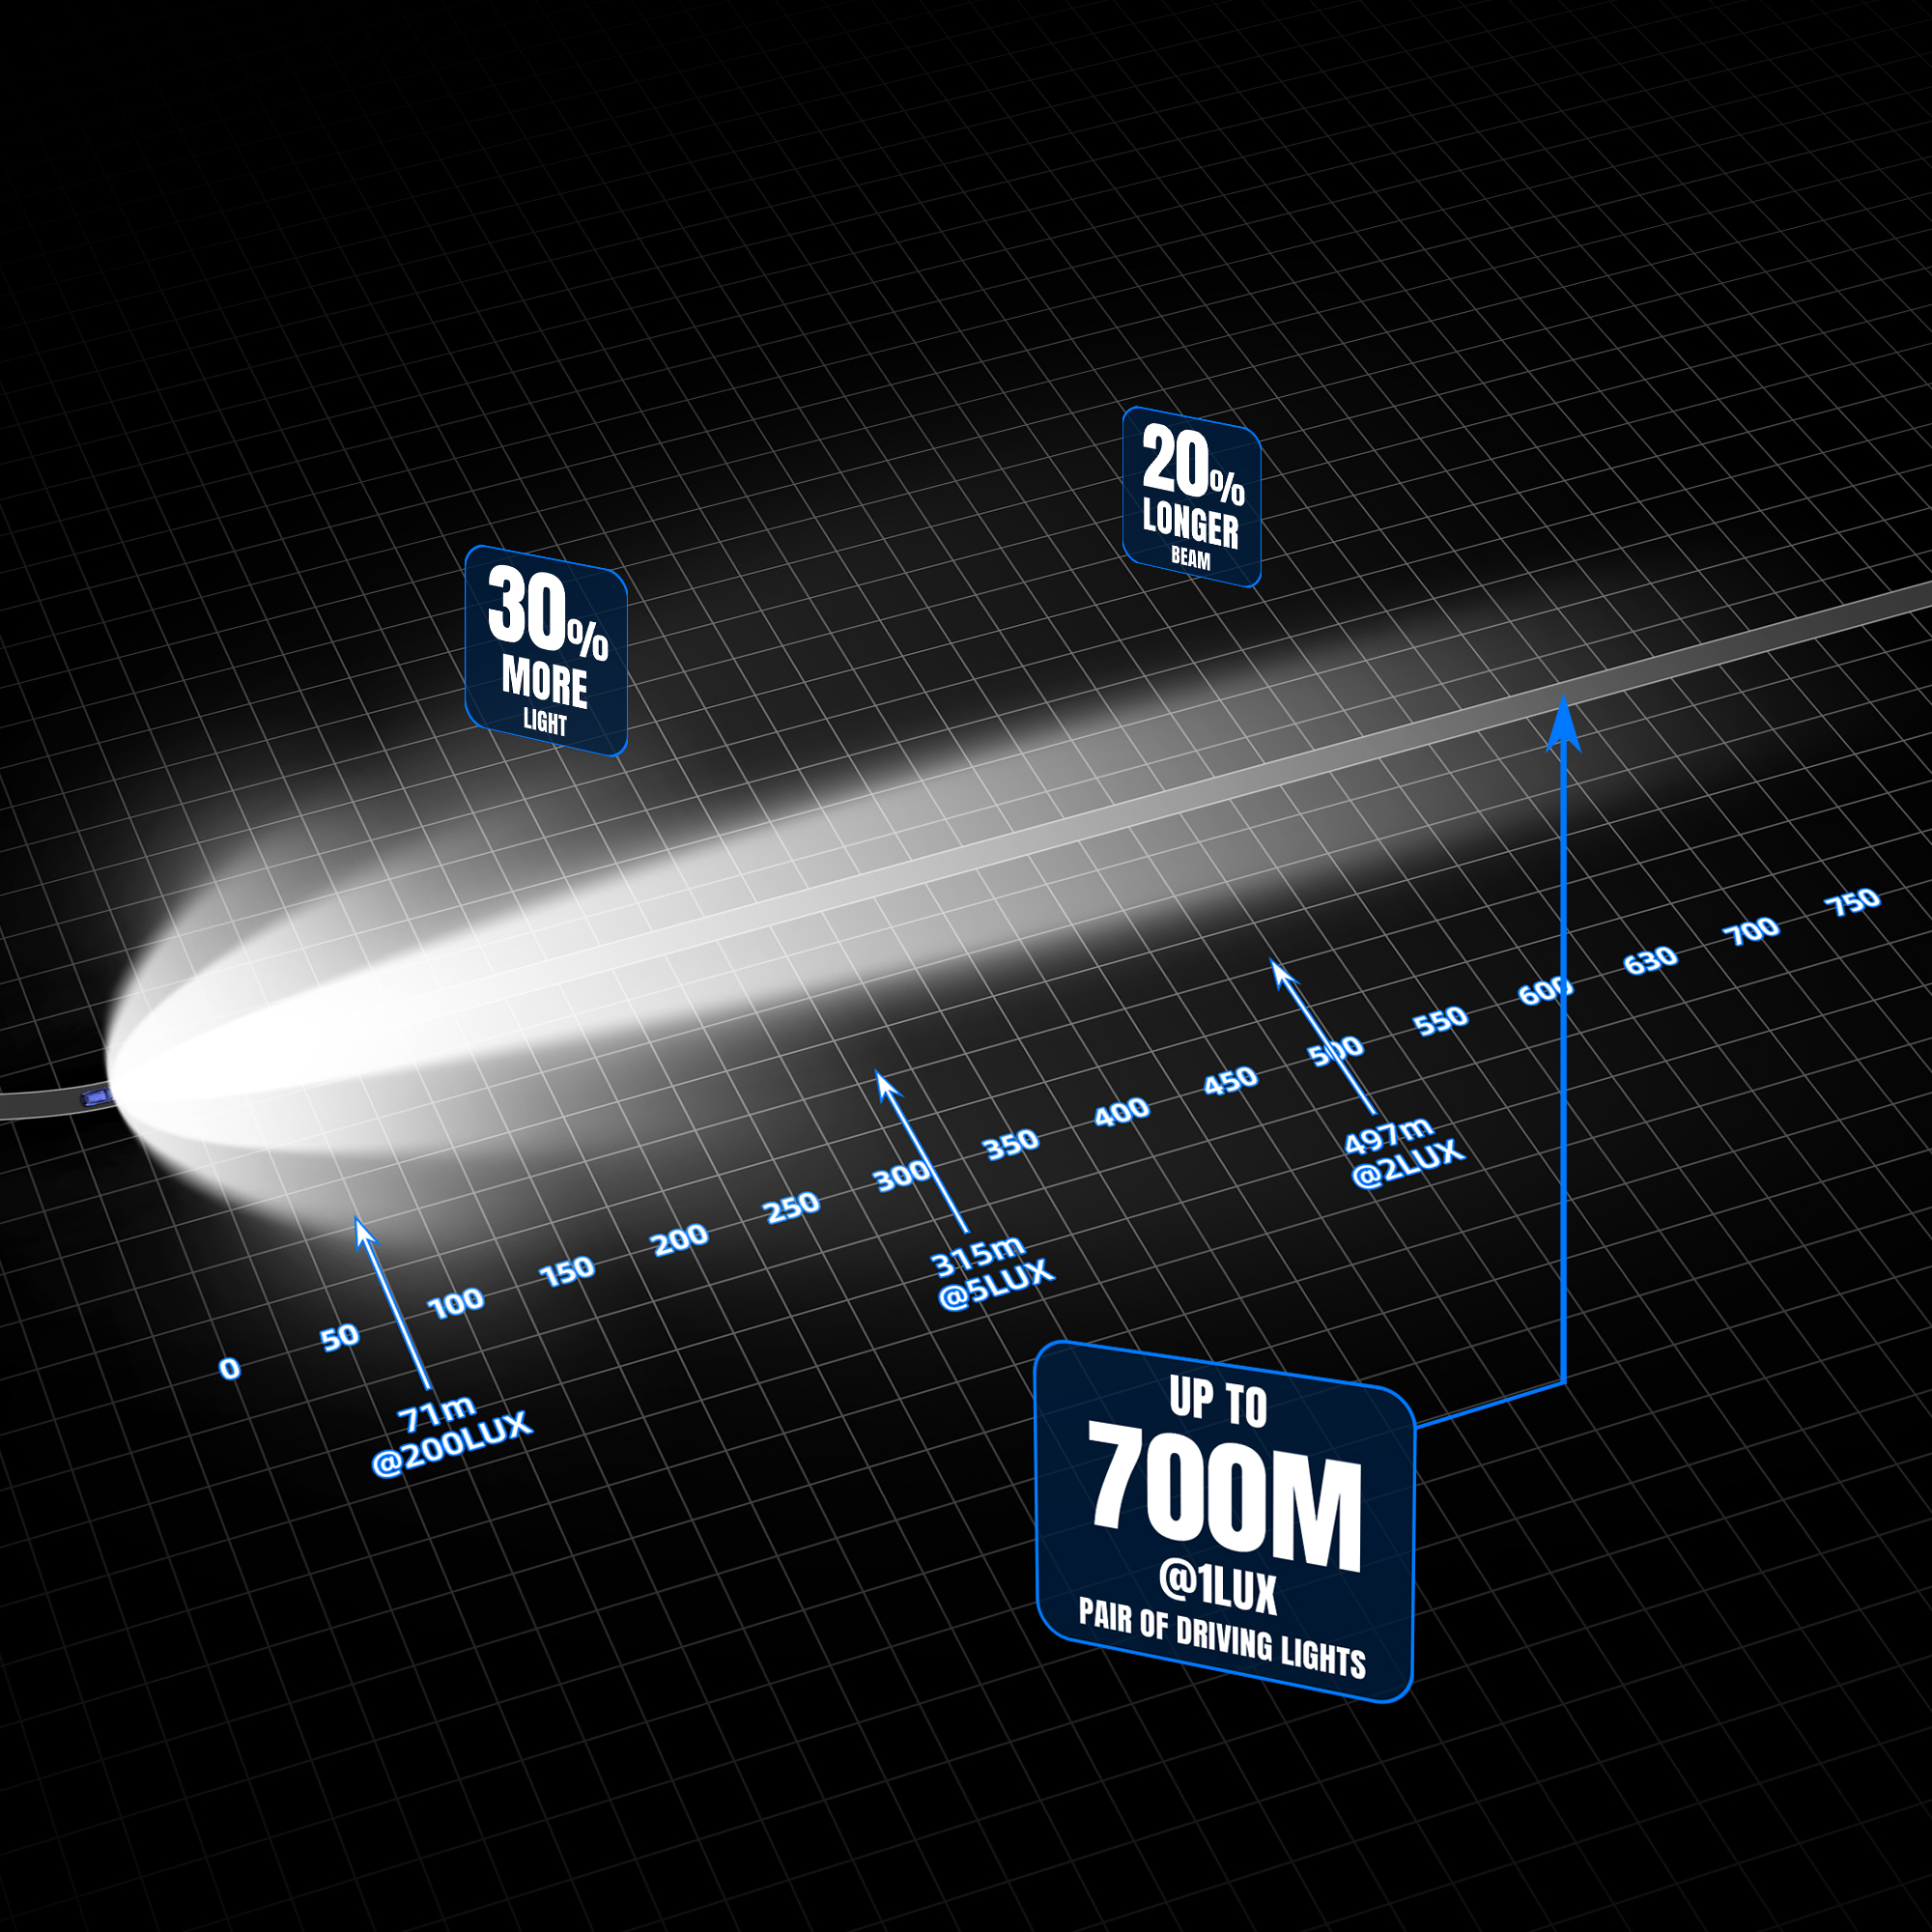 20%
LONGER
BEAM
30%
MORE
LIGHT
0
50
100
150
200
250
300
350
400
450
500
550
600
630
700
750
71m
@200LUX
315m
@5LUX
497m
@2LUX
UP TO
700M
@1LUX
PAIR OF DRIVING LIGHTS